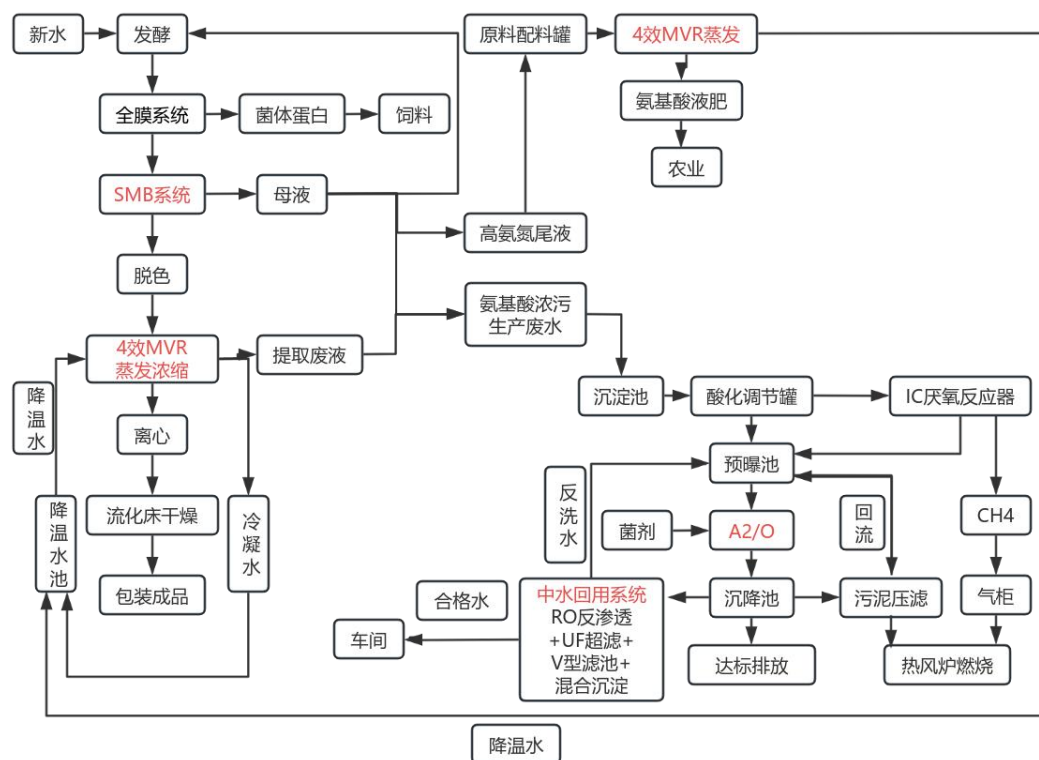 新水
发酵
原料配料罐
4效MVR蒸发
全膜系统
菌体蛋白
饲料
氨基酸液肥
农业
SMB系统
母液
高氨氮尾液
脱色
氨基酸浓污
生产废水
4效MVR
蒸发浓缩
提取废液
降温水
离心
沉淀池
酸化调节罐
IC厌氧反应器
预曝池
反洗水
流化床干燥
降温水池
冷凝水
菌剂
A2/O
回流
CH4
包装成品
合格水
中水回用系统
RO反渗透
+UF超滤+
V型滤池+
混合沉淀
沉降池
污泥压滤
气柜
车间
达标排放
热风炉燃烧
降温水